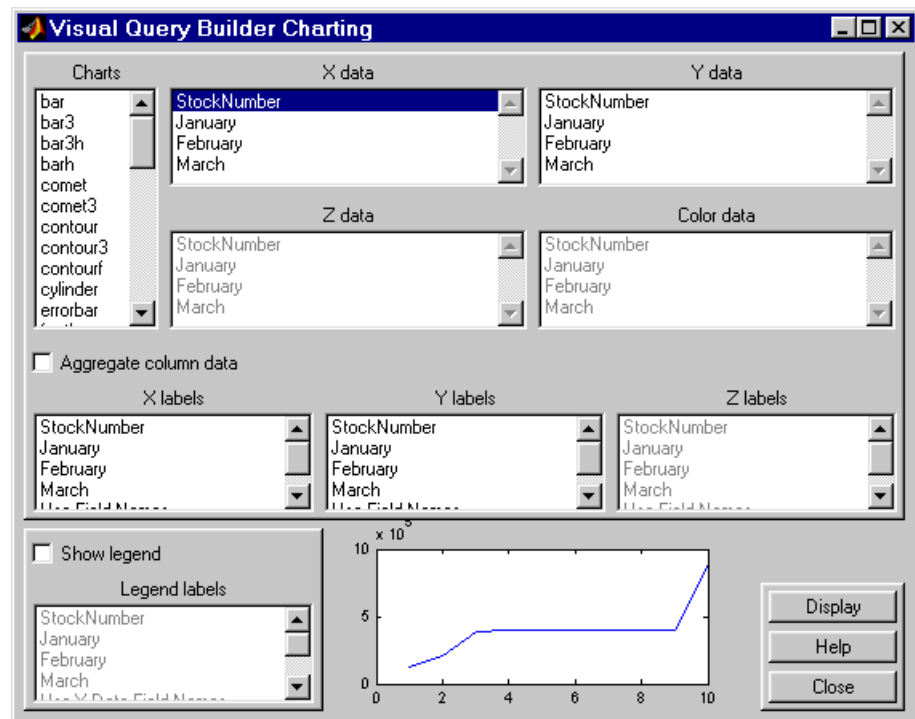 Visual Query Builder Charting
Charts
bar
bar3
bar3h
barh
comet
comet3
contour
contour3
contourf
cylinder
errorbar
X data
StockNumber
January
February
March
Y data
StockNumber
January
February
March
Z data
StockNumber
January
February
March
Color data
StockNumber
January
February
March
Aggregate column data
X labels
StockNumber
January
February
March
Y labels
StockNumber
January
February
March
Z labels
StockNumber
January
February
March
Show legend
Legend labels
StockNumber
January
February
March
x 10^5
10
5
0
0 2 4 6 8 10
Display
Help
Close